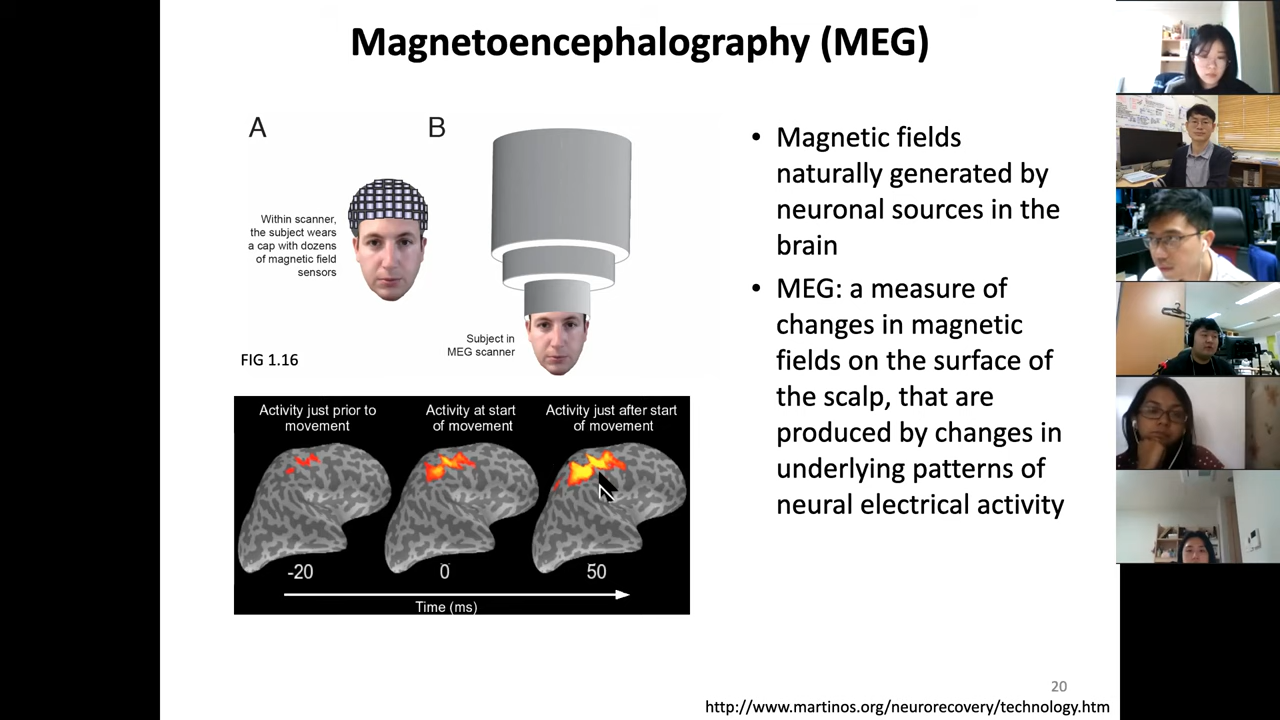 Magnetoencephalography (MEG)
A
B
Within scanner,
the subject wears
a cap with dozens
of magnetic field
sensors
Subject in
MEG scanner
FIG 1.16
Activity just prior to
movement
Activity at start
of movement
Activity just after start
of movement
-20
0
50
Time (ms)
• Magnetic fields
naturally generated by
neuronal sources in the
brain
• MEG: a measure of
changes in magnetic
fields on the surface of
the scalp, that are
produced by changes in
underlying patterns of
neural electrical activity
20
http://www.martinos.org/neurorecovery/technology.htm